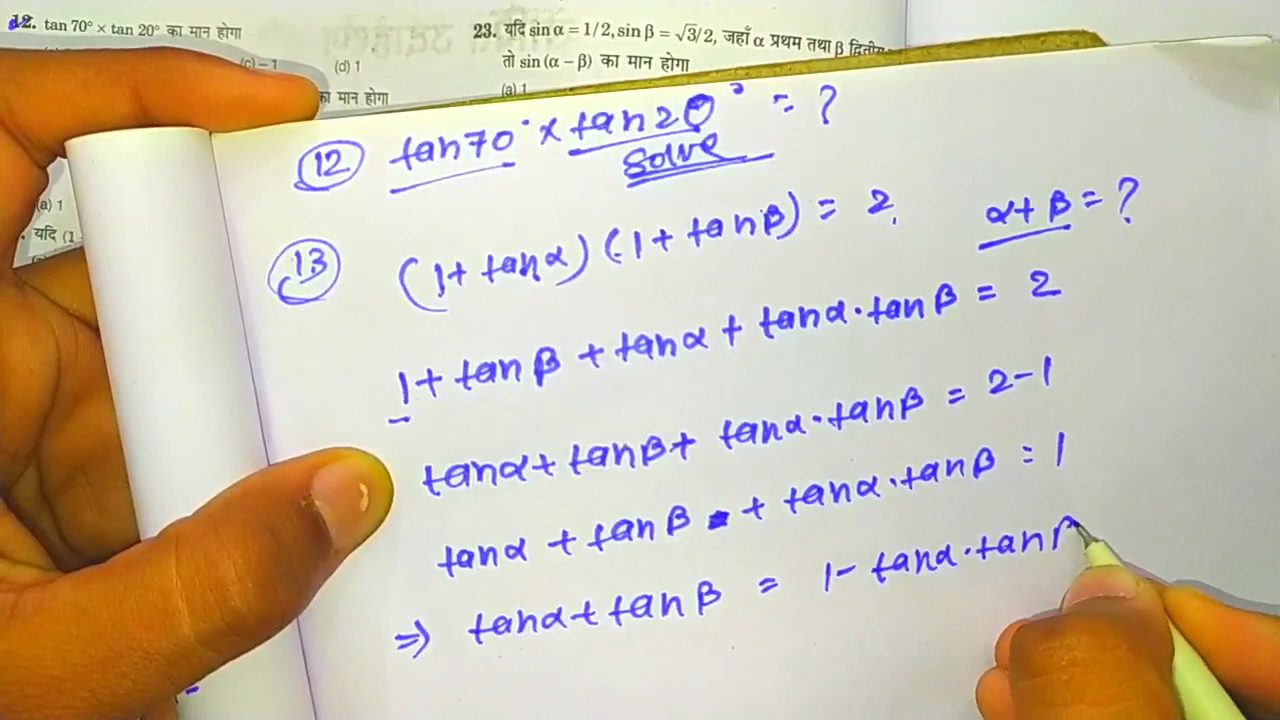 12. tan 70° × tan 20° का मान होगा
(c) – 1 (d) 1
का मान होगा
23. यदि sin α = 1/2, sin β = √3/2, जहाँ α प्रथम तथा β
तो sin (α – β) का मान होगा
(a) 1
(a) 1
यदि (1
(12) tan70° × tan20° = ?
Solve
(13) (1+ tanα) (1 + tanβ) = 2, α+ β = ?
1 + tanβ + tanα + tanα.tanβ = 2
tanα + tanβ + tanα.tanβ = 2-1
tanα + tanβ + tanα.tanβ = 1
⇒ tanα + tanβ = 1- tanα.tanβ